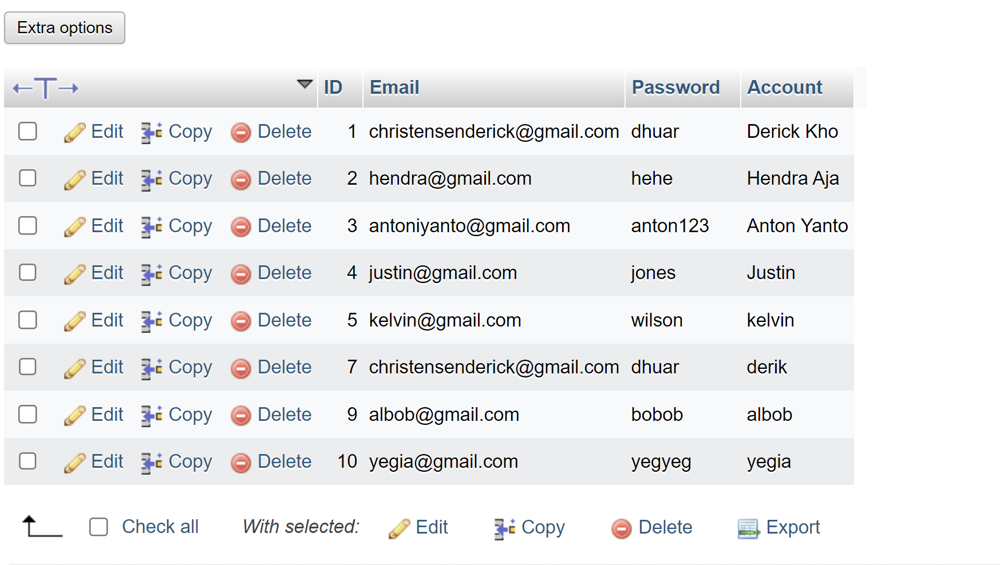 Extra options
ID Email Password Account
Edit Copy Delete 1 christensenderick@gmail.com dhuar Derick Kho
Edit Copy Delete 2 hendra@gmail.com hehe Hendra Aja
Edit Copy Delete 3 antoniyanto@gmail.com anton123 Anton Yanto
Edit Copy Delete 4 justin@gmail.com jones Justin
Edit Copy Delete 5 kelvin@gmail.com wilson kelvin
Edit Copy Delete 7 christensenderick@gmail.com dhuar derik
Edit Copy Delete 9 albob@gmail.com bobob albob
Edit Copy Delete 10 yegia@gmail.com yegyeg yegia
Check all With selected: Edit Copy Delete Export